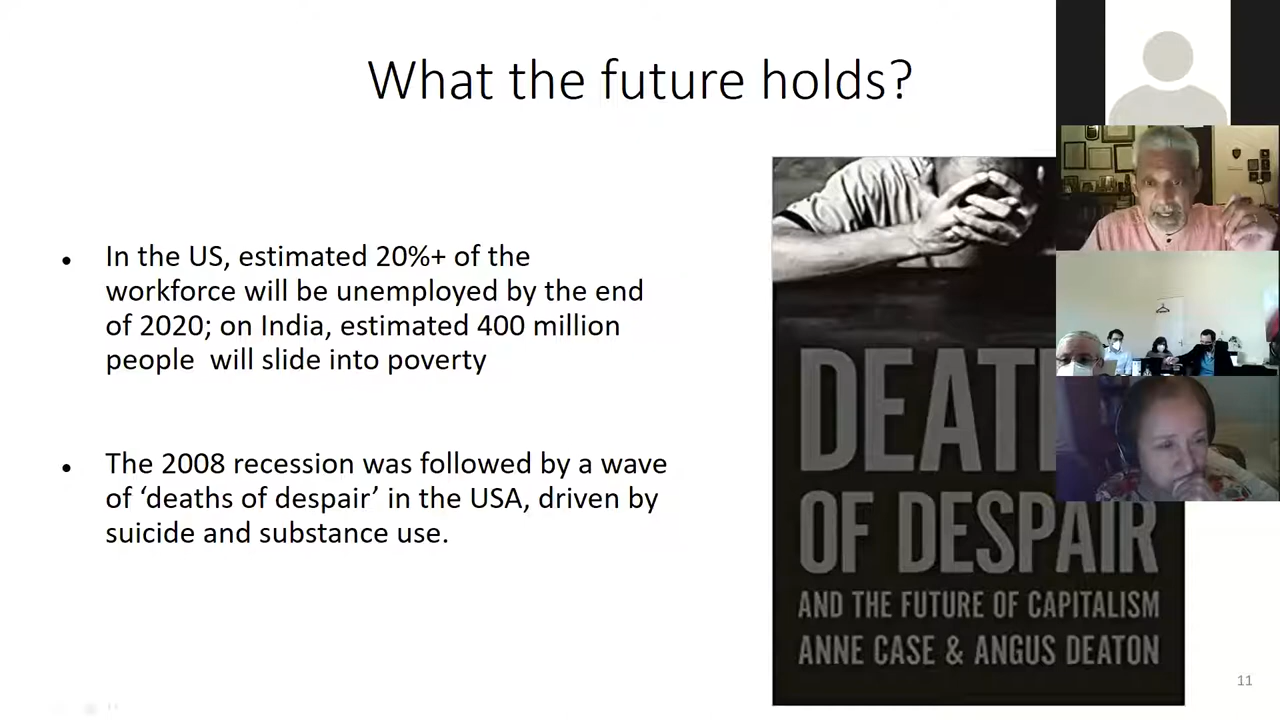 What the future holds?
• In the US, estimated 20%+ of the
workforce will be unemployed by the end
of 2020; on India, estimated 400 million
people  will slide into poverty
• The 2008 recession was followed by a wave
of ‘deaths of despair’ in the USA, driven by
suicide and substance use.
DEAT
OF DESPAIR
AND THE FUTURE OF CAPITALISM
ANNE CASE & ANGUS DEATON
11